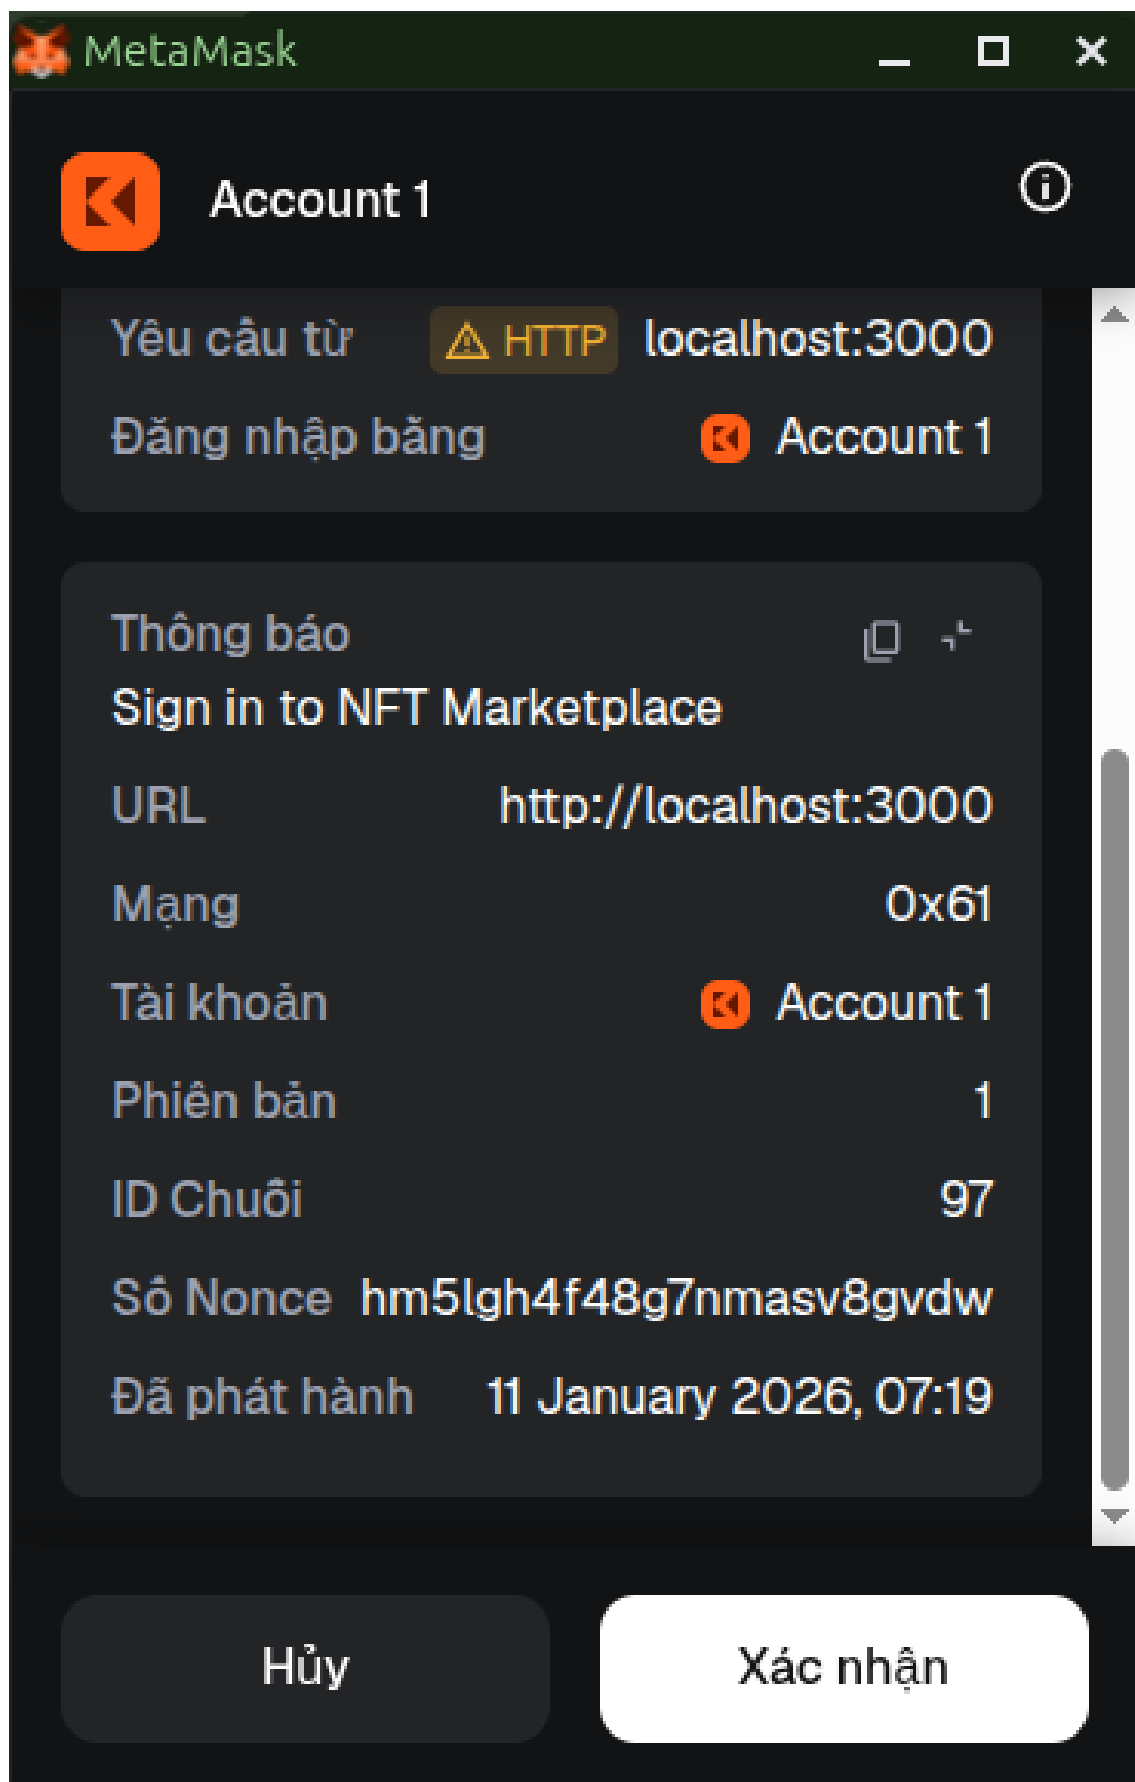 MetaMask
Account 1
Yêu cầu từ HTTP localhost:3000
Đăng nhập bằng Account 1
Thông báo
Sign in to NFT Marketplace
URL http://localhost:3000
Mạng 0x61
Tài khoản Account 1
Phiên bản 1
ID Chuỗi 97
Số Nonce hm5lgh4f48g7nmasv8gvdw
Đã phát hành 11 January 2026, 07:19
Hủy Xác nhận